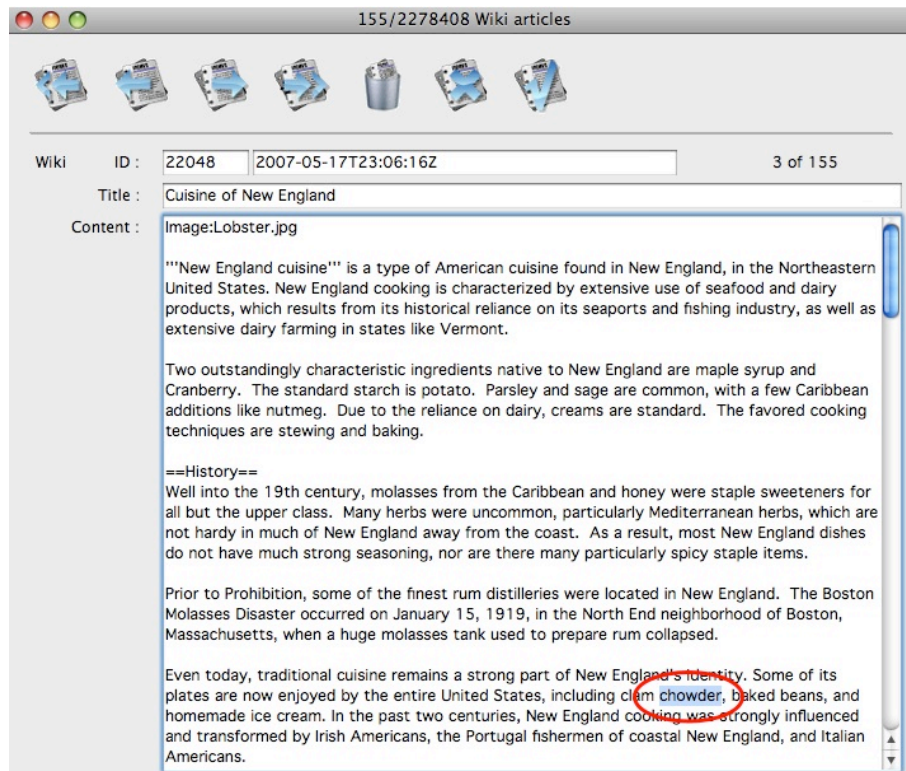 155/2278408 Wiki articles
Wiki ID : 22048 2007-05-17T23:06:16Z 3 of 155
Title : Cuisine of New England
Content : Image:Lobster.jpg
'''New England cuisine''' is a type of American cuisine found in New England, in the Northeastern
United States. New England cooking is characterized by extensive use of seafood and dairy
products, which results from its historical reliance on its seaports and fishing industry, as well as
extensive dairy farming in states like Vermont.
Two outstandingly characteristic ingredients native to New England are maple syrup and
Cranberry.  The standard starch is potato.  Parsley and sage are common, with a few Caribbean
additions like nutmeg.  Due to the reliance on dairy, creams are standard.  The favored cooking
techniques are stewing and baking.
==History==
Well into the 19th century, molasses from the Caribbean and honey were staple sweeteners for
all but the upper class.  Many herbs were uncommon, particularly Mediterranean herbs, which are
not hardy in much of New England away from the coast.  As a result, most New England dishes
do not have much strong seasoning, nor are there many particularly spicy staple items.
Prior to Prohibition, some of the finest rum distilleries were located in New England.  The Boston
Molasses Disaster occurred on January 15, 1919, in the North End neighborhood of Boston,
Massachusetts, when a huge molasses tank used to prepare rum collapsed.
Even today, traditional cuisine remains a strong part of New England's identity. Some of its
plates are now enjoyed by the entire United States, including clam chowder, baked beans, and
homemade ice cream. In the past two centuries, New England cooking was strongly influenced
and transformed by Irish Americans, the Portugal fishermen of coastal New England, and Italian
Americans.